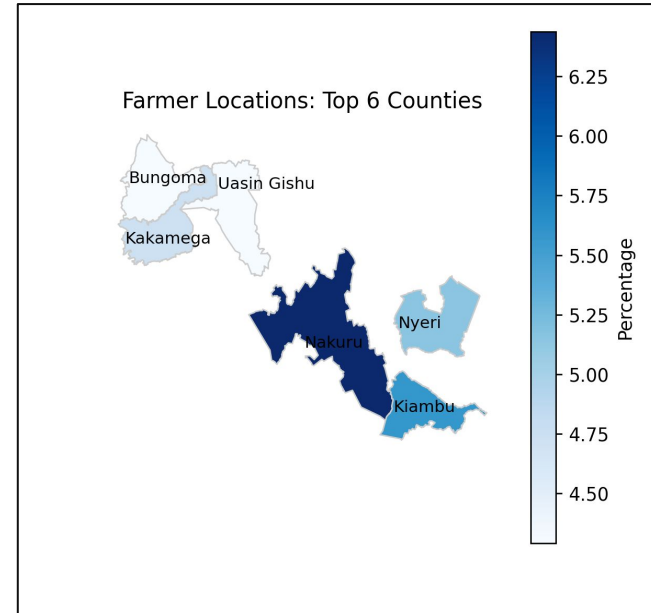 Farmer Locations: Top 6 Counties
Bungoma
Uasin Gishu
Kakamega
Nakuru
Nyeri
Kiambu
6.25
6.00
5.75
5.50
5.25
5.00
4.75
4.50
Percentage